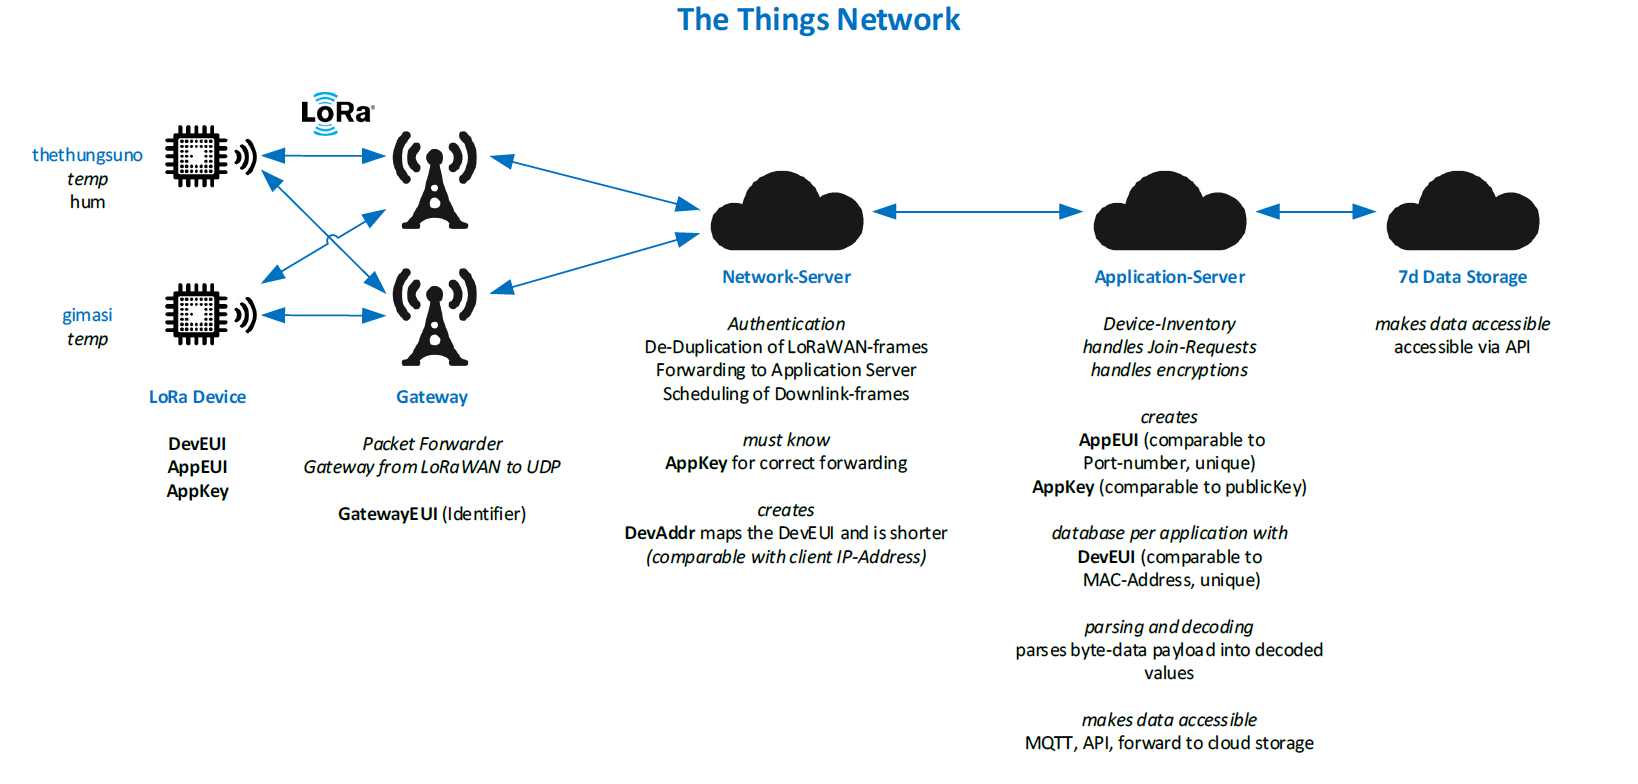 The Things Network
LoRa®
thethungsuno
temp
hum
gimasi
temp
LoRa Device
DevEUI
AppEUI
AppKey
Gateway
Packet Forwarder
Gateway from LoRaWAN to UDP
GatewayEUI (Identifier)
Network-Server
Authentication
De-Duplication of LoRaWAN-frames
Forwarding to Application Server
Scheduling of Downlink-frames
must know
AppKey for correct forwarding
creates
DevAddr maps the DevEUI and is shorter
(comparable with client IP-Address)
Application-Server
Device-Inventory
handles Join-Requests
handles encryptions
creates
AppEUI (comparable to
Port-number, unique)
AppKey (comparable to publicKey)
database per application with
DevEUI (comparable to
MAC-Address, unique)
parsing and decoding
parses byte-data payload into decoded
values
makes data accessible
MQTT, API, forward to cloud storage
7d Data Storage
makes data accessible
accessible via API